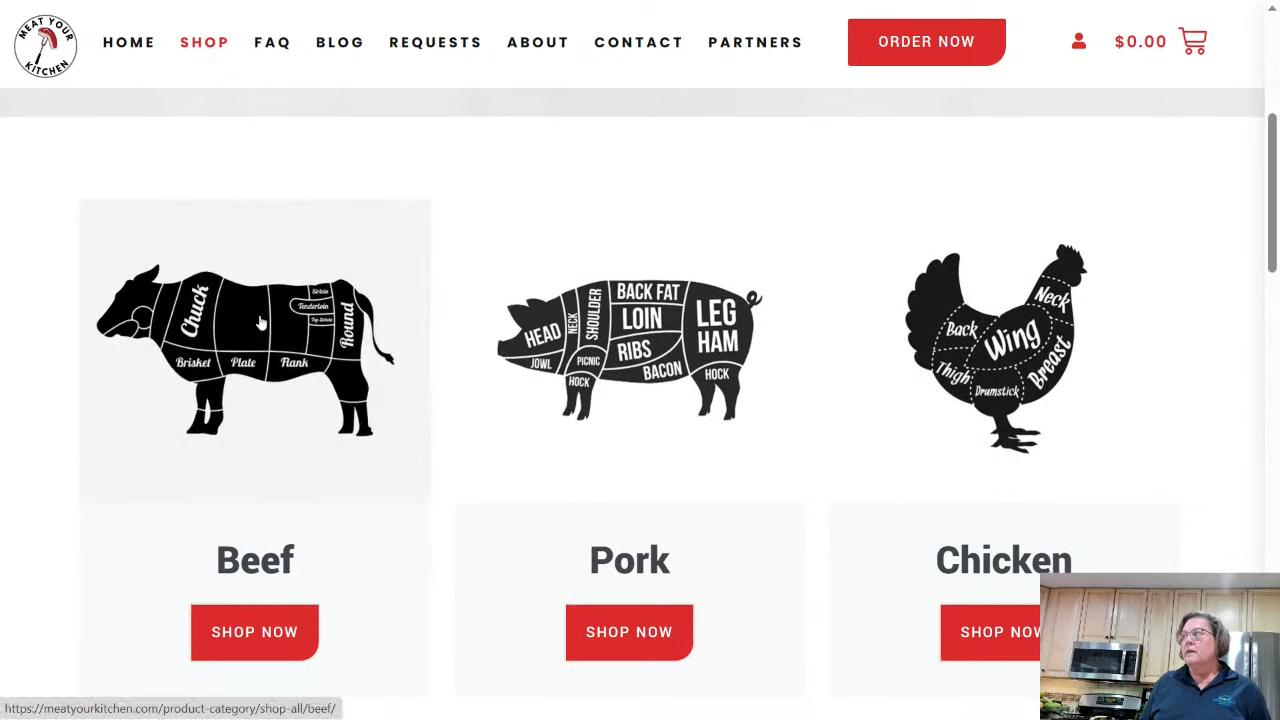 MEAT YOUR
KITCHEN
HOME SHOP FAQ BLOG REQUESTS ABOUT CONTACT PARTNERS
ORDER NOW
$0.00
Chuck
Sirloin
Tenderloin
Top Sirloin
Round
Brisket
Plate
Flank
HEAD
JOWL
NECK
SHOULDER
PICNIC
HOCK
BACK FAT
LOIN
RIBS
BACON
LEG
HAM
HOCK
Neck
Back
Wing
Breast
Thigh
Drumstick
Beef
Pork
Chicken
SHOP NOW
SHOP NOW
SHOP NOW
https://meatyourkitchen.com/product-category/shop-all/beef/